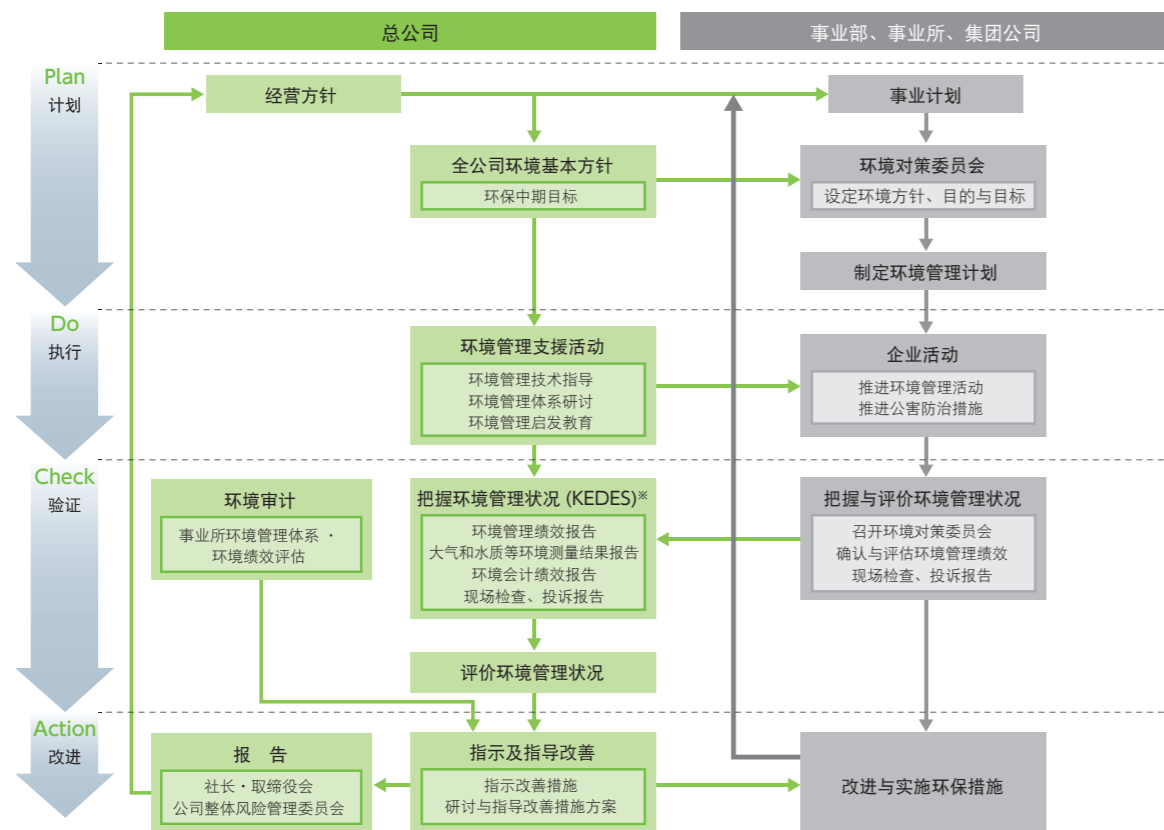 总公司
事业部、事业所、集团公司
Plan
计划
经营方针
事业计划
全公司环境基本方针
环保中期目标
环境对策委员会
设定环境方针、目的与目标
制定环境管理计划
Do
执行
环境管理支援活动
环境管理技术指导
环境管理体系研讨
环境管理启发教育
企业活动
推进环境管理活动
推进公害防治措施
Check
验证
环境审计
事业所环境管理体系 ·
环境绩效评估
把握环境管理状况 (KEDES)※
环境管理绩效报告
大气和水质等环境测量结果报告
环境会计绩效报告
现场检查、投诉报告
把握与评价环境管理状况
召开环境对策委员会
确认与评估环境管理绩效
现场检查、投诉报告
评价环境管理状况
Action
改进
报　告
社长·取缔役会
公司整体风险管理委员会
指示及指导改善
指示改善措施
研讨与指导改善措施方案
改进与实施环保措施